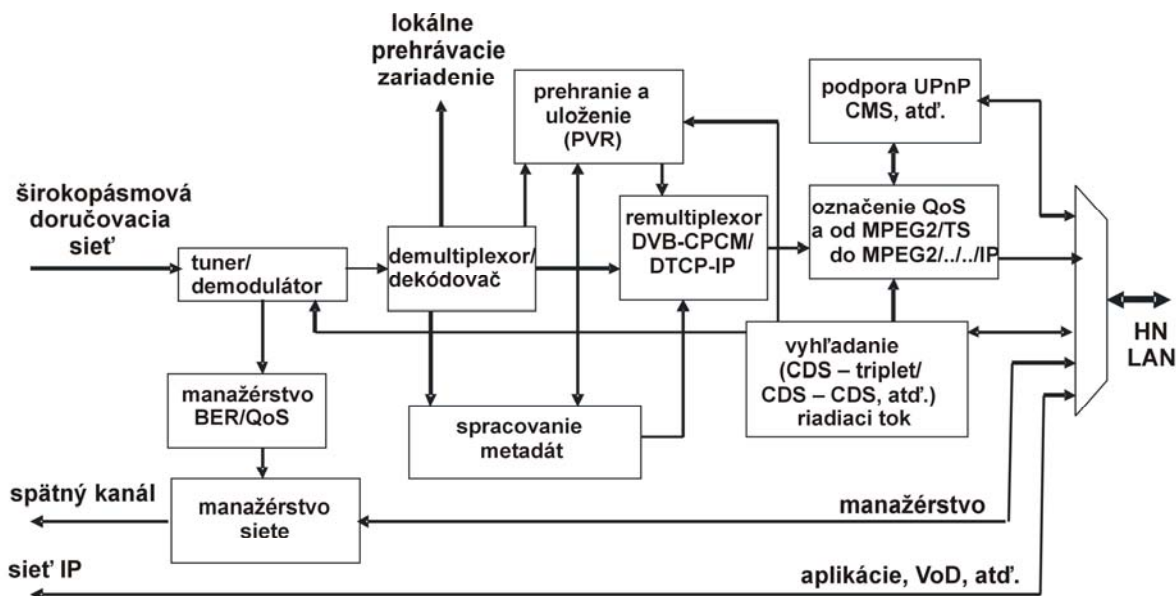 lokálne
prehrávacie
zariadenie
prehranie a
uloženie
(PVR)
podpora UPnP
CMS, atď.
širokopásmová
doručovacia
sieť
tuner/
demodulátor
demultiplexor/
dekódovač
remultiplexor
DVB-CPCM/
DTCP-IP
označenie QoS
a od MPEG2/TS
do MPEG2/../../IP
HN
LAN
vyhľadanie
(CDS – triplet/
CDS – CDS, atď.)
riadiaci tok
manažérstvo
BER/QoS
spracovanie
metadát
spätný kanál
manažérstvo
siete
manažérstvo
sieť IP
aplikácie, VoD, atď.